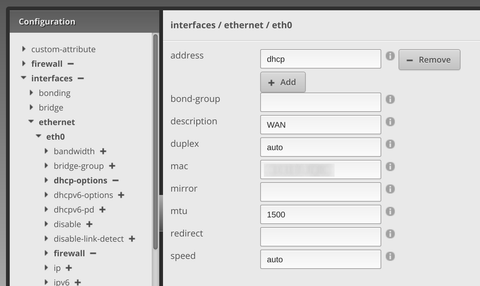 Configuration
custom-attribute
firewall
interfaces
bonding
bridge
ethernet
eth0
bandwidth
bridge-group
dhcp-options
dhcpv6-options
dhcpv6-pd
disable
disable-link-detect
firewall
ip
ipv6
interfaces / ethernet / eth0
address dhcp Remove
Add
bond-group
description WAN
duplex auto
mac
mirror
mtu 1500
redirect
speed auto